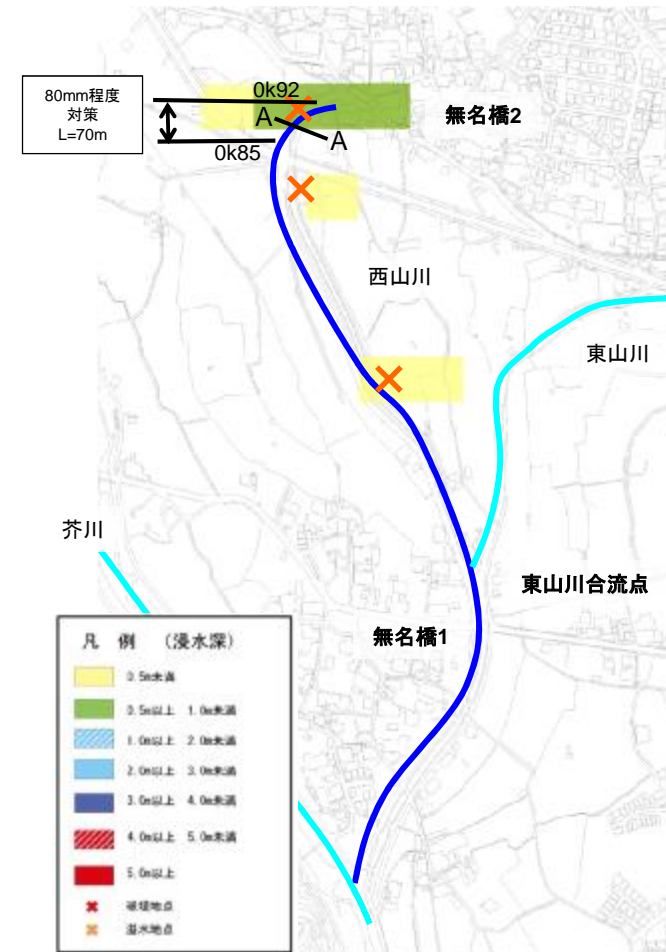 80mm程度
対策
L=70m
0k92
A
A
0k85
無名橋2
西山川
東山川
芥川
東山川合流点
無名橋1
凡 例 (浸水深)
0.5m未満
0.5m以上 1.0m未満
1.0m以上 2.0m未満
2.0m以上 3.0m未満
3.0m以上 4.0m未満
4.0m以上 5.0m未満
5.0m以上
破堤地点
溢水地点